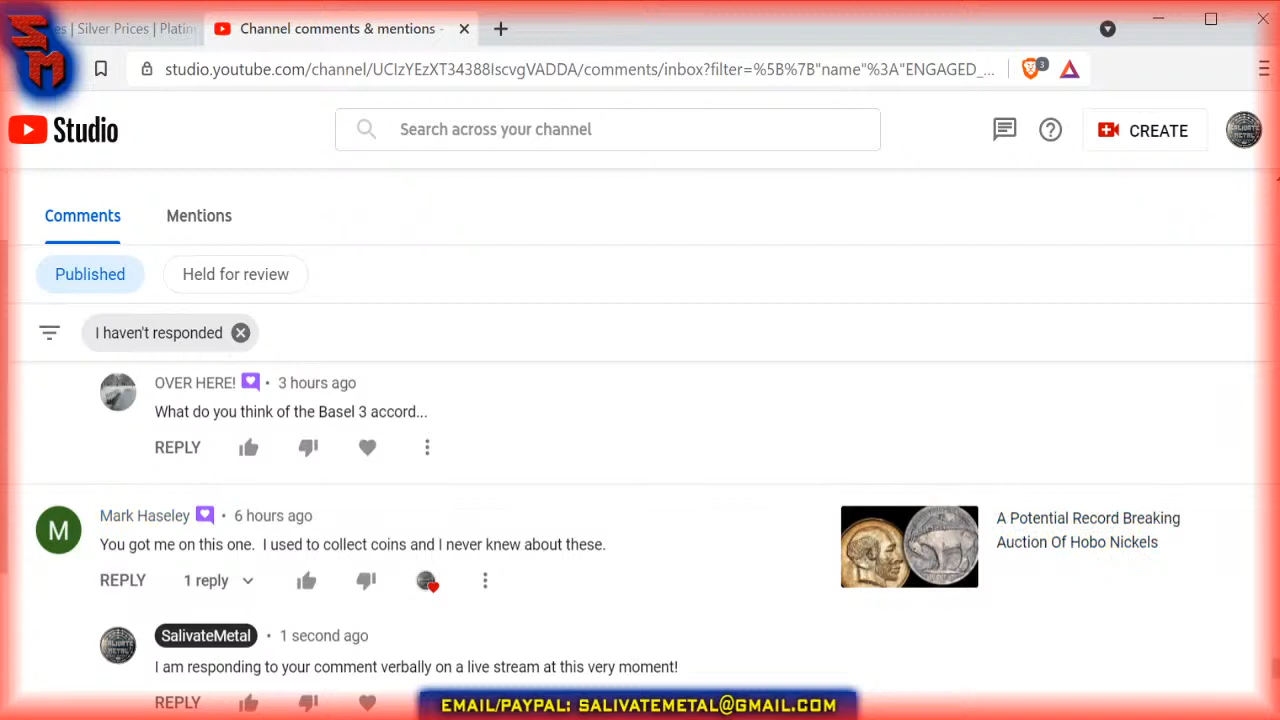 SM
es | Silver Prices | Platin
Channel comments & mentions -
studio.youtube.com/channel/UCIzYEzXT34388IscvgVADDA/comments/inbox?filter=%5B%7B"name"%3A"ENGAGED_...
3
Studio
Search across your channel
CREATE
Comments
Mentions
Published
Held for review
I haven't responded
OVER HERE! • 3 hours ago
What do you think of the Basel 3 accord...
REPLY
M
Mark Haseley • 6 hours ago
You got me on this one. I used to collect coins and I never knew about these.
REPLY 1 reply
A Potential Record Breaking
Auction Of Hobo Nickels
SalivateMetal • 1 second ago
I am responding to your comment verbally on a live stream at this very moment!
REPLY
EMAIL/PAYPAL: SALIVATEMETAL@GMAIL.COM